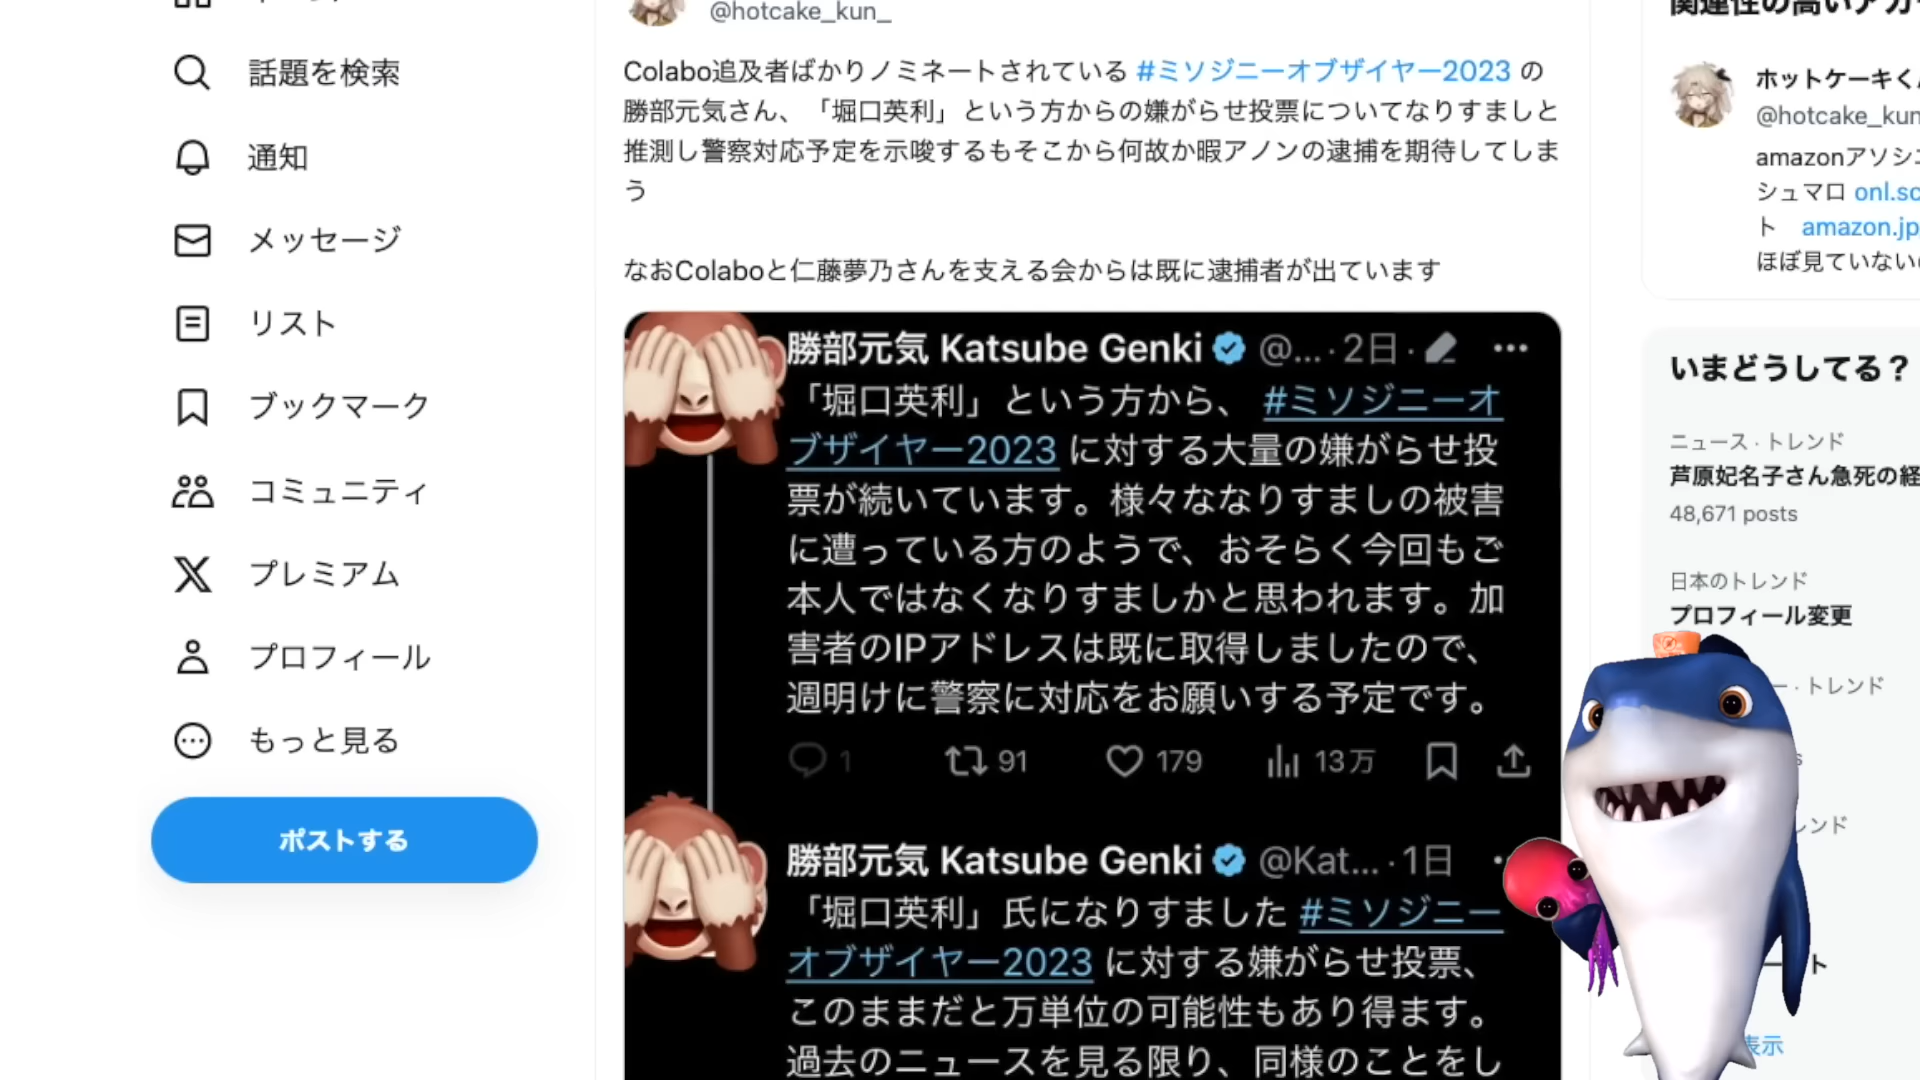 話題を検索
通知
メッセージ
リスト
ブックマーク
コミュニティ
プレミアム
プロフィール
もっと見る
ポストする
@hotcake_kun_
Colabo追及者ばかりノミネートされている #ミソジニーオブザイヤー2023 の
勝部元気さん、「堀口英利」という方からの嫌がらせ投票についてなりすましと
推測し警察対応予定を示唆するもそこから何故か暇アノンの逮捕を期待してしま
う
なおColaboと仁藤夢乃さんを支える会からは既に逮捕者が出ています
勝部元気 Katsube Genki @... · 2日 ·
「堀口英利」という方から、 #ミソジニーオ
ブザイヤー2023 に対する大量の嫌がらせ投
票が続いています。様々ななりすましの被害
に遭っている方のようで、おそらく今回もご
本人ではなくなりすましかと思われます。加
害者のIPアドレスは既に取得しましたので、
週明けに警察に対応をお願いする予定です。
1 91 179 13万
勝部元気 Katsube Genki @Kat... · 1日
「堀口英利」氏になりすました #ミソジニー
オブザイヤー2023 に対する嫌がらせ投票、
このままだと万単位の可能性もあり得ます。
過去のニュースを見る限り、同様のことをし
関連性の高いアカ
ホットケーキくん
@hotcake_kun
amazonアソシエ
シュマロ onl.sc
ト amazon.jp
ほぼ見ていない
いまどうしてる？
ニュース · トレンド
芦原妃名子さん急死の経
48,671 posts
日本のトレンド
プロフィール変更
ー · トレンド
s
レンド
ート
表示